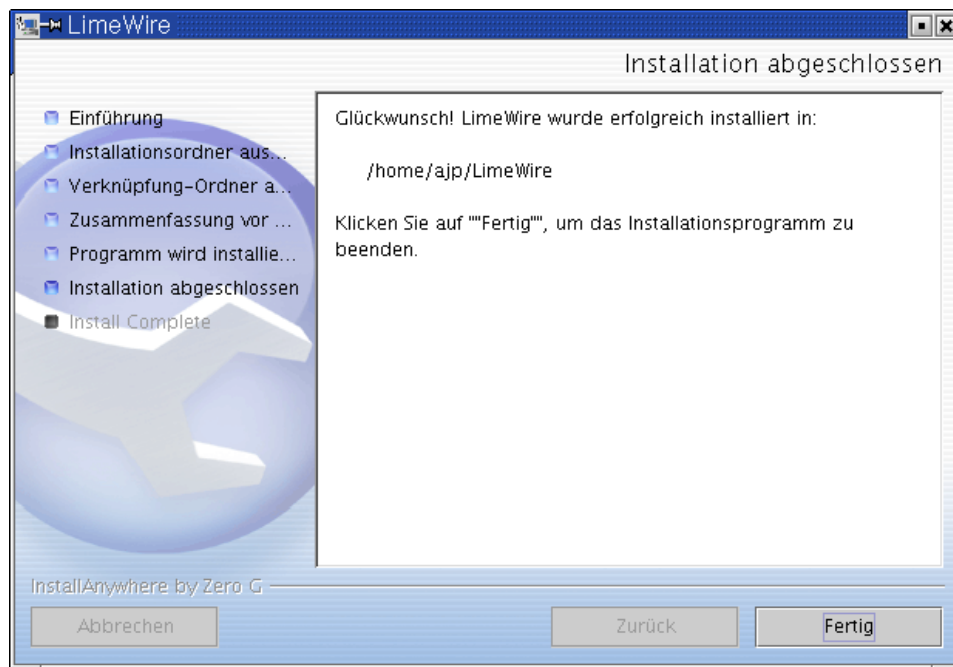 LimeWire
Installation abgeschlossen
Einführung
Installationsordner aus...
Verknüpfung-Ordner a...
Zusammenfassung vor ...
Programm wird installie...
Installation abgeschlossen
Install Complete
Glückwunsch! LimeWire wurde erfolgreich installiert in:
/home/ajp/LimeWire
Klicken Sie auf ""Fertig"", um das Installationsprogramm zu
beenden.
InstallAnywhere by Zero G
Abbrechen
Zurück
Fertig